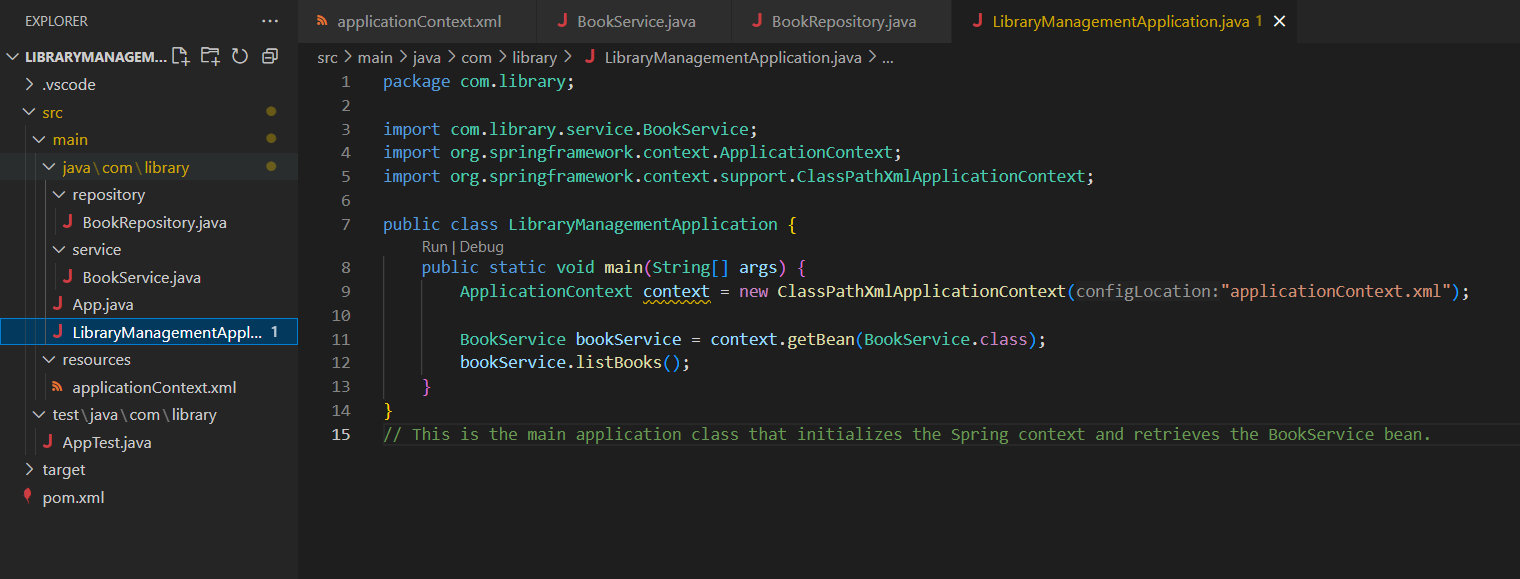 EXPLORER
LIBRARYMANAGEM...
.vscode
src
main
java\com\library
repository
BookRepository.java
service
BookService.java
App.java
LibraryManagementAppl... 1
resources
applicationContext.xml
test\java\com\library
AppTest.java
target
pom.xml
applicationContext.xml
BookService.java
BookRepository.java
LibraryManagementApplication.java 1
src > main > java > com > library > LibraryManagementApplication.java > ...
1 package com.library;
2
3 import com.library.service.BookService;
4 import org.springframework.context.ApplicationContext;
5 import org.springframework.context.support.ClassPathXmlApplicationContext;
6
7 public class LibraryManagementApplication {
Run | Debug
8 public static void main(String[] args) {
9 ApplicationContext context = new ClassPathXmlApplicationContext(configLocation:"applicationContext.xml");
10
11 BookService bookService = context.getBean(BookService.class);
12 bookService.listBooks();
13 }
14 }
15 // This is the main application class that initializes the Spring context and retrieves the BookService bean.